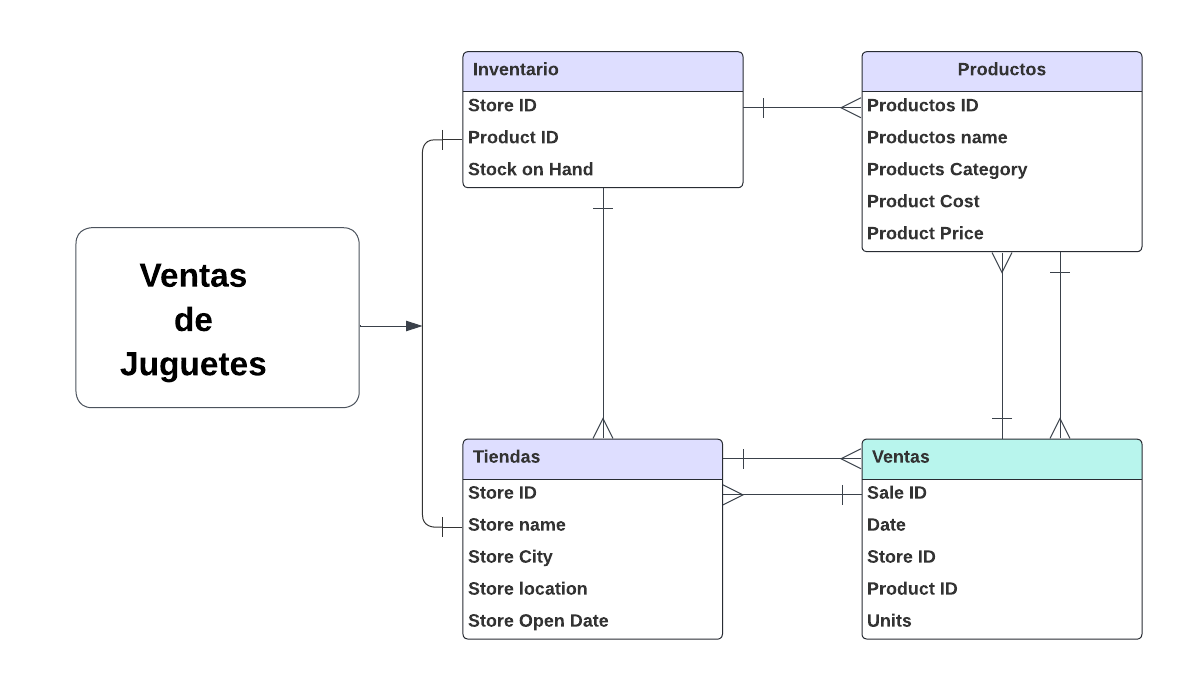 Ventas
de
Juguetes
Inventario
Store ID
Product ID
Stock on Hand
Productos
Productos ID
Productos name
Products Category
Product Cost
Product Price
Tiendas
Store ID
Store name
Store City
Store location
Store Open Date
Ventas
Sale ID
Date
Store ID
Product ID
Units